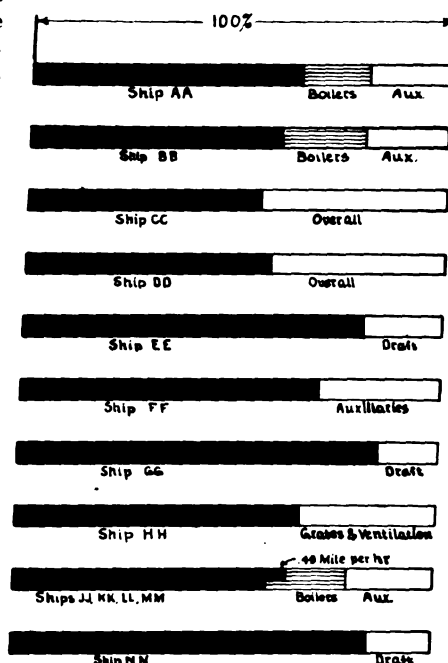 100%
Ship AA Boilers Aux.
Ship BB Boilers Aux.
Ship CC Overall
Ship DD Overall
Ship EE Draft
Ship FF Auxiliaries
Ship GG Draft
Ship HH Grates & Ventilation
.48 Mile per hr
Ships JJ, KK, LL, MM Boilers Aux.
Ship NN Draft